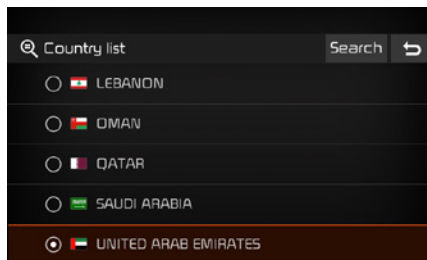 Country list Search
LEBANON
OMAN
QATAR
SAUDI ARABIA
UNITED ARAB EMIRATES